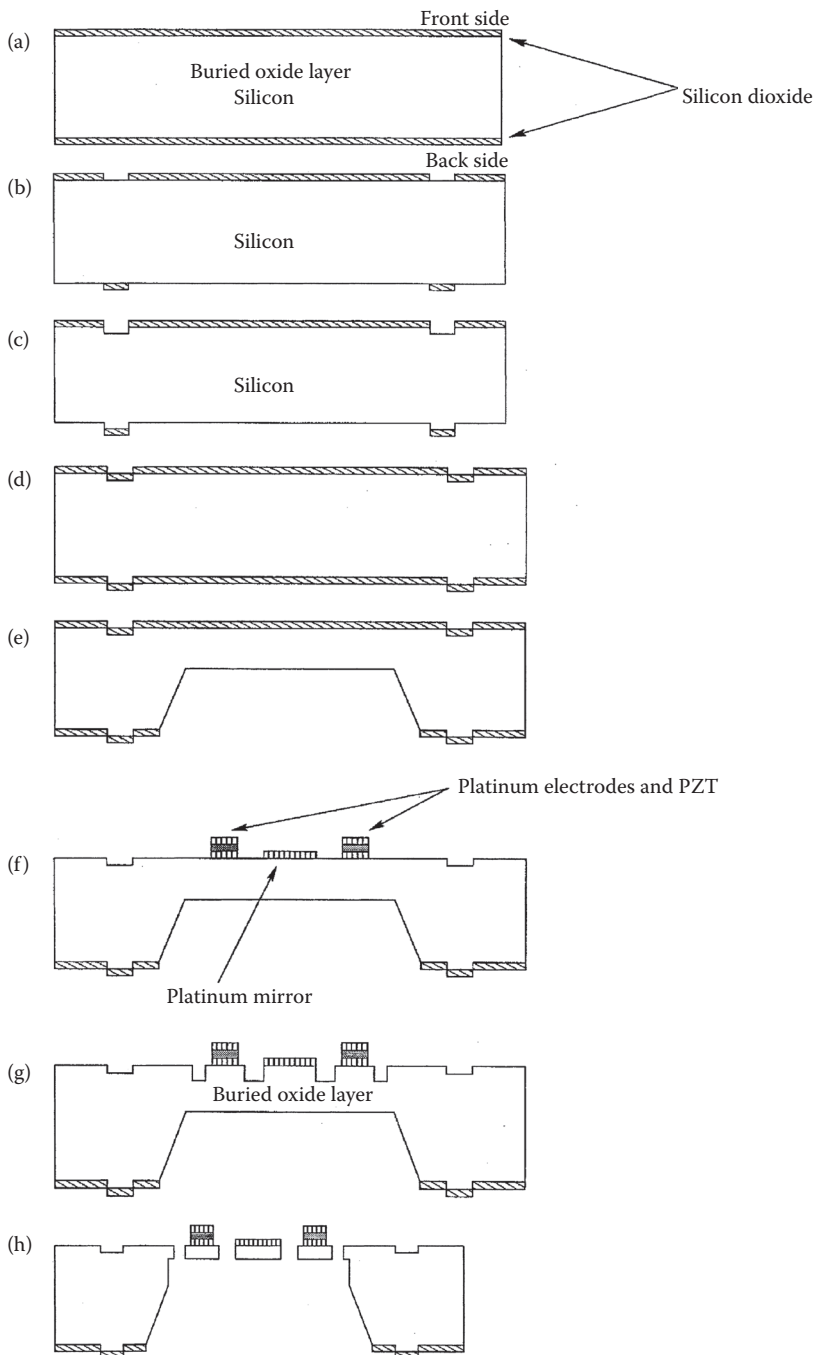 Front side
(a)
Buried oxide layer
Silicon
Silicon dioxide
Back side
(b)
Silicon
(c)
Silicon
(d)
(e)
Platinum electrodes and PZT
(f)
Platinum mirror
(g)
Buried oxide layer
(h)